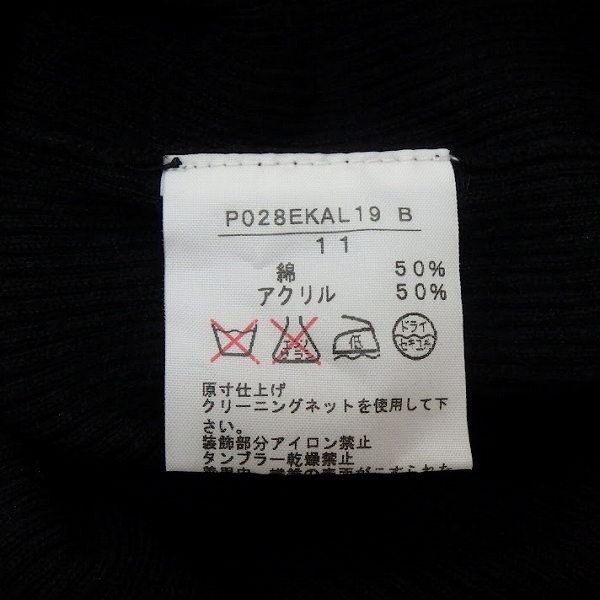 P028EKAL19 B
11
綿 50%
アクリル 50%
エンソ
サラシ
低
ドライ
セキユ系
原寸仕上げ
クリーニングネットを使用して下
さい。
装飾部分アイロン禁止
タンブラー乾燥禁止